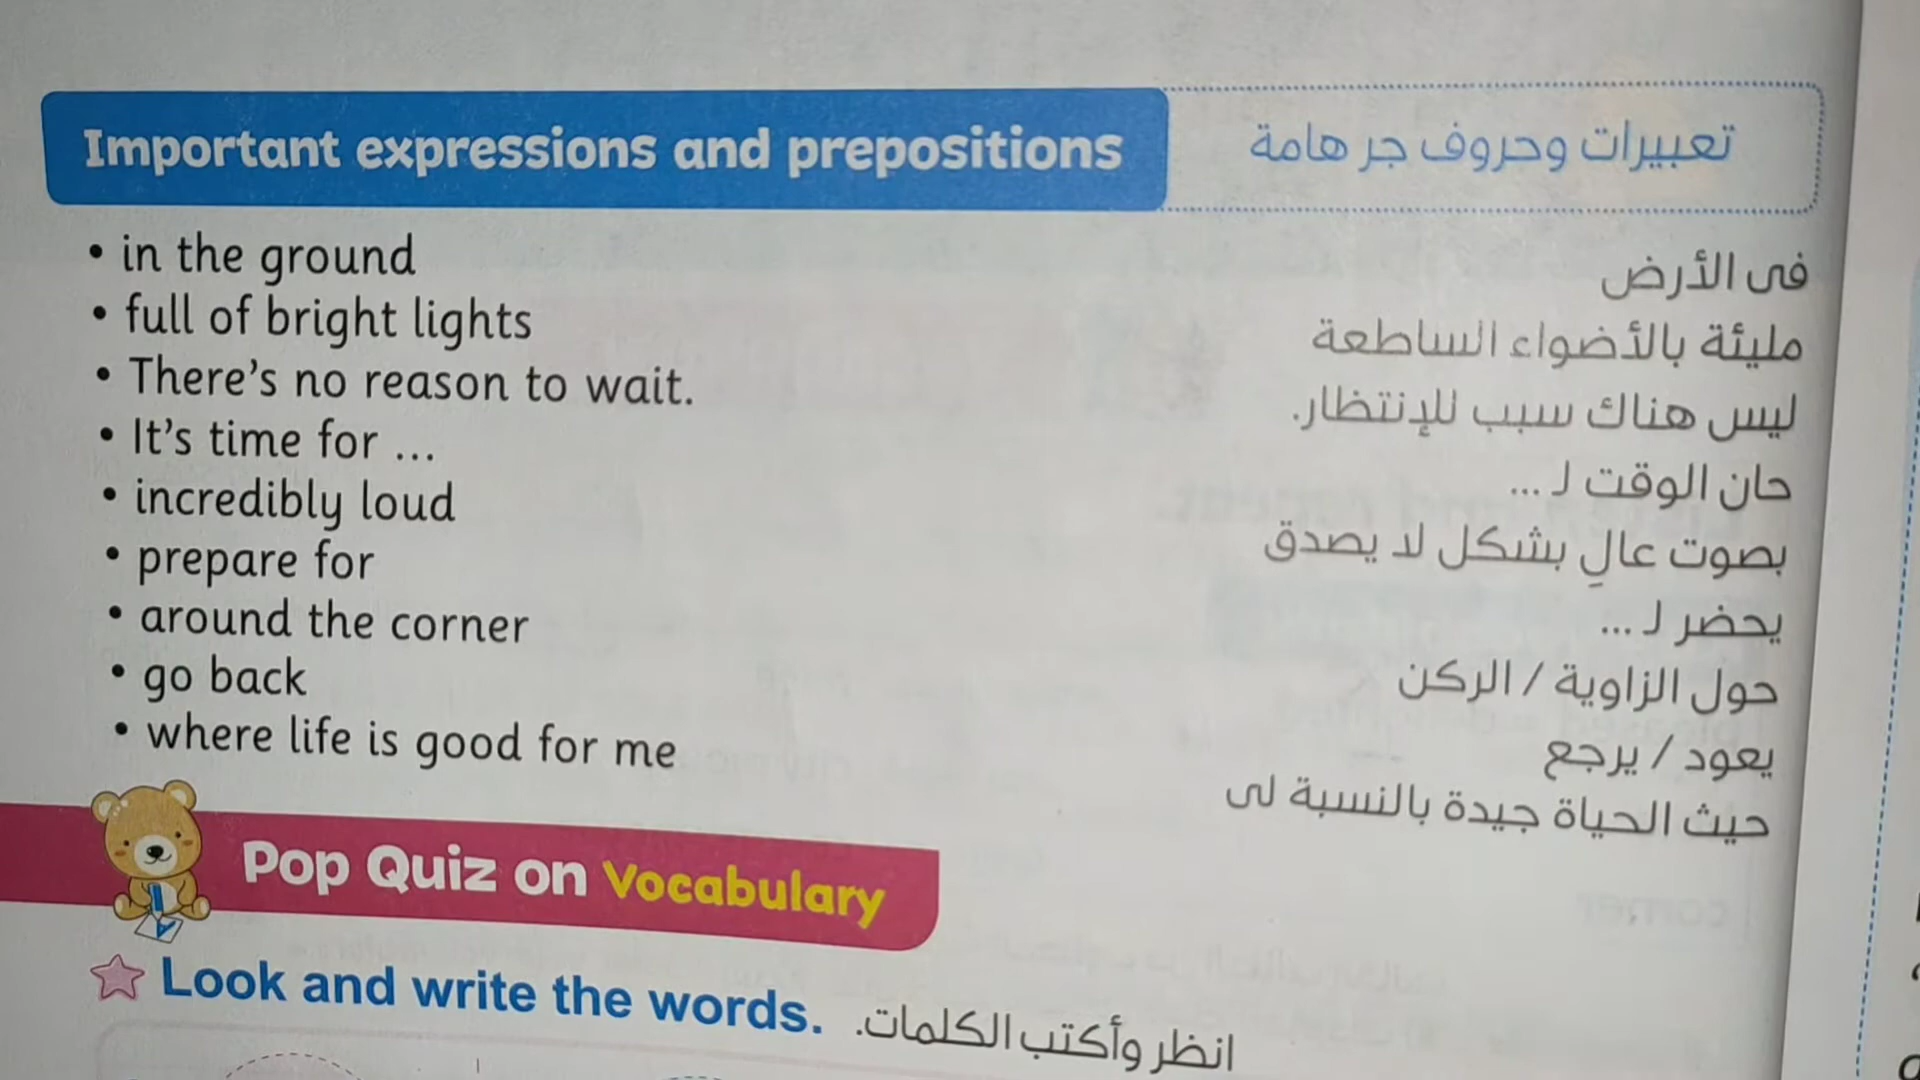 Important expressions and prepositions تعبيرات وحروف جر هامة
• in the ground فى الأرض
• full of bright lights مليئة بالأضواء الساطعة
• There's no reason to wait. ليس هناك سبب للإنتظار.
• It's time for ... حان الوقت لـ ...
• incredibly loud بصوت عالٍ بشكل لا يصدق
• prepare for يحضر لـ ...
• around the corner حول الزاوية / الركن
• go back يعود / يرجع
• where life is good for me حيث الحياة جيدة بالنسبة لى
Pop Quiz on Vocabulary
Look and write the words. انظر وأكتب الكلمات.